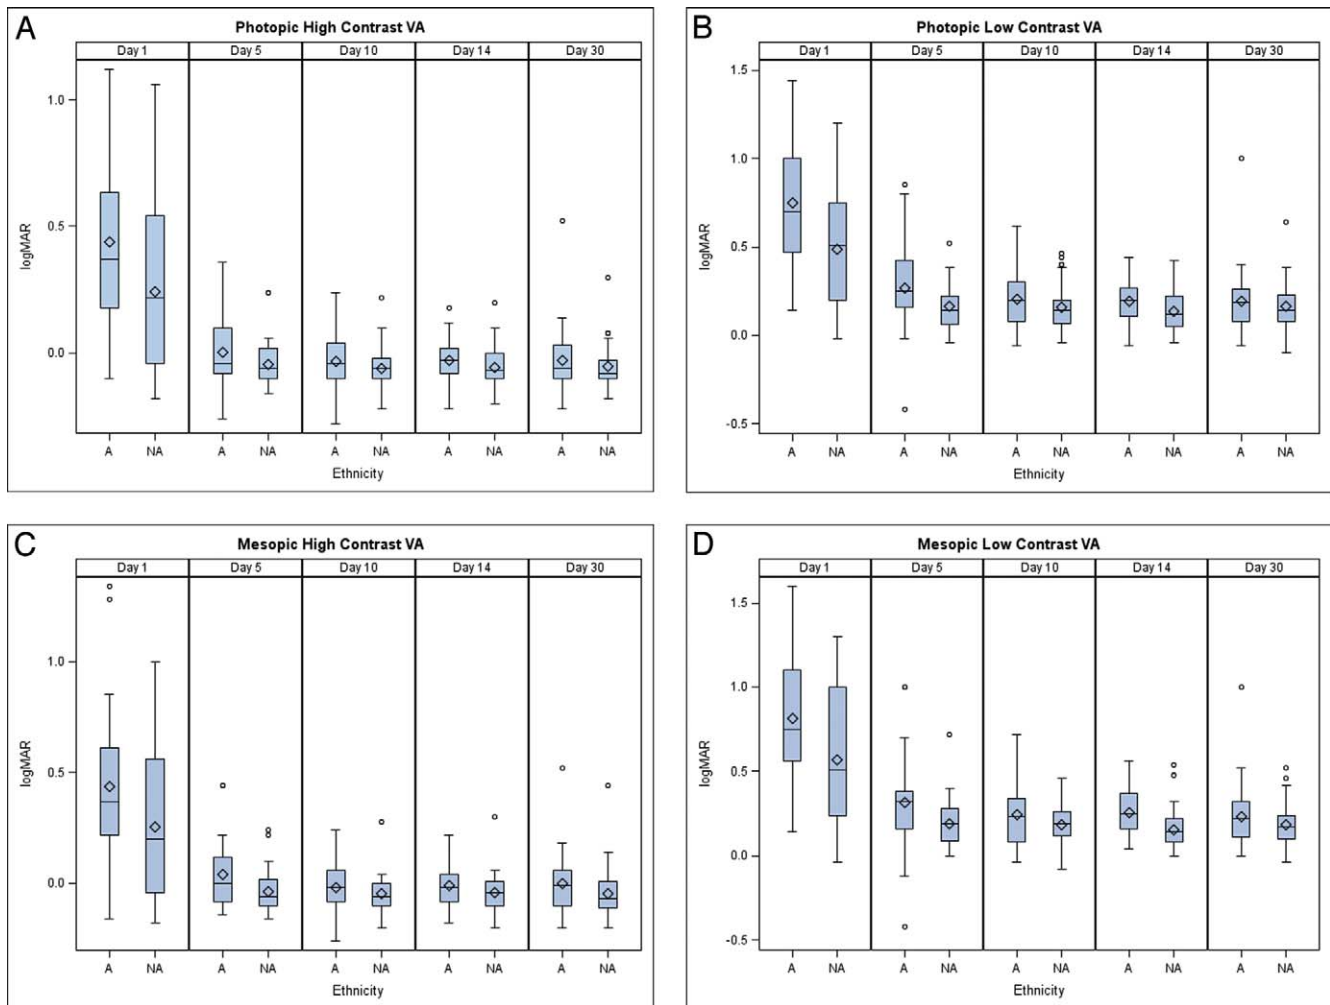 A
Photopic High Contrast VA
Day 1 Day 5 Day 10 Day 14 Day 30
1.0
0.5
0.0
logMAR
A NA A NA A NA A NA A NA
Ethnicity
B
Photopic Low Contrast VA
Day 1 Day 5 Day 10 Day 14 Day 30
1.5
1.0
0.5
0.0
-0.5
logMAR
A NA A NA A NA A NA A NA
Ethnicity
C
Mesopic High Contrast VA
Day 1 Day 5 Day 10 Day 14 Day 30
1.0
0.5
0.0
logMAR
A NA A NA A NA A NA A NA
Ethnicity
D
Mesopic Low Contrast VA
Day 1 Day 5 Day 10 Day 14 Day 30
1.5
1.0
0.5
0.0
-0.5
logMAR
A NA A NA A NA A NA A NA
Ethnicity